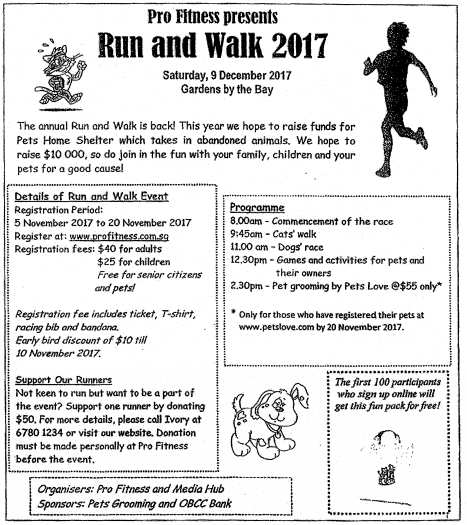 Pro Fitness presents
Run and Walk 2017
Saturday, 9 December 2017
Gardens by the Bay
The annual Run and Walk is back! This year we hope to raise funds for
Pets Home Shelter which takes in abandoned animals. We hope to
raise $10 000, so do join in the fun with your family, children and your
pets for a good cause!
Details of Run and Walk Event
Registration Period:
5 November 2017 to 20 November 2017
Register at: www.profitness.com.sg
Registration fees: $40 for adults
$25 for children
Free for senior citizens
and pets!
Registration fee includes ticket, T-shirt,
racing bib and bandana.
Early bird discount of $10 till
10 November 2017.
Support Our Runners
Not keen to run but want to be a part of
the event? Support one runner by donating
$50. For more details, please call Ivory at
6780 1234 or visit our website. Donation
must be made personally at Pro Fitness
before the event.
Programme
8.00am - Commencement of the race
9:45am - Cats' walk
11.00 am - Dogs' race
12.30pm - Games and activities for pets and
their owners
2.30pm - Pet grooming by Pets Love @$55 only*
* Only for those who have registered their pets at
www.petslove.com by 20 November 2017.
The first 100 participants
who sign up online will
get this fun pack for free!
Organisers: Pro Fitness and Media Hub
Sponsors: Pets Grooming and OBCC Bank